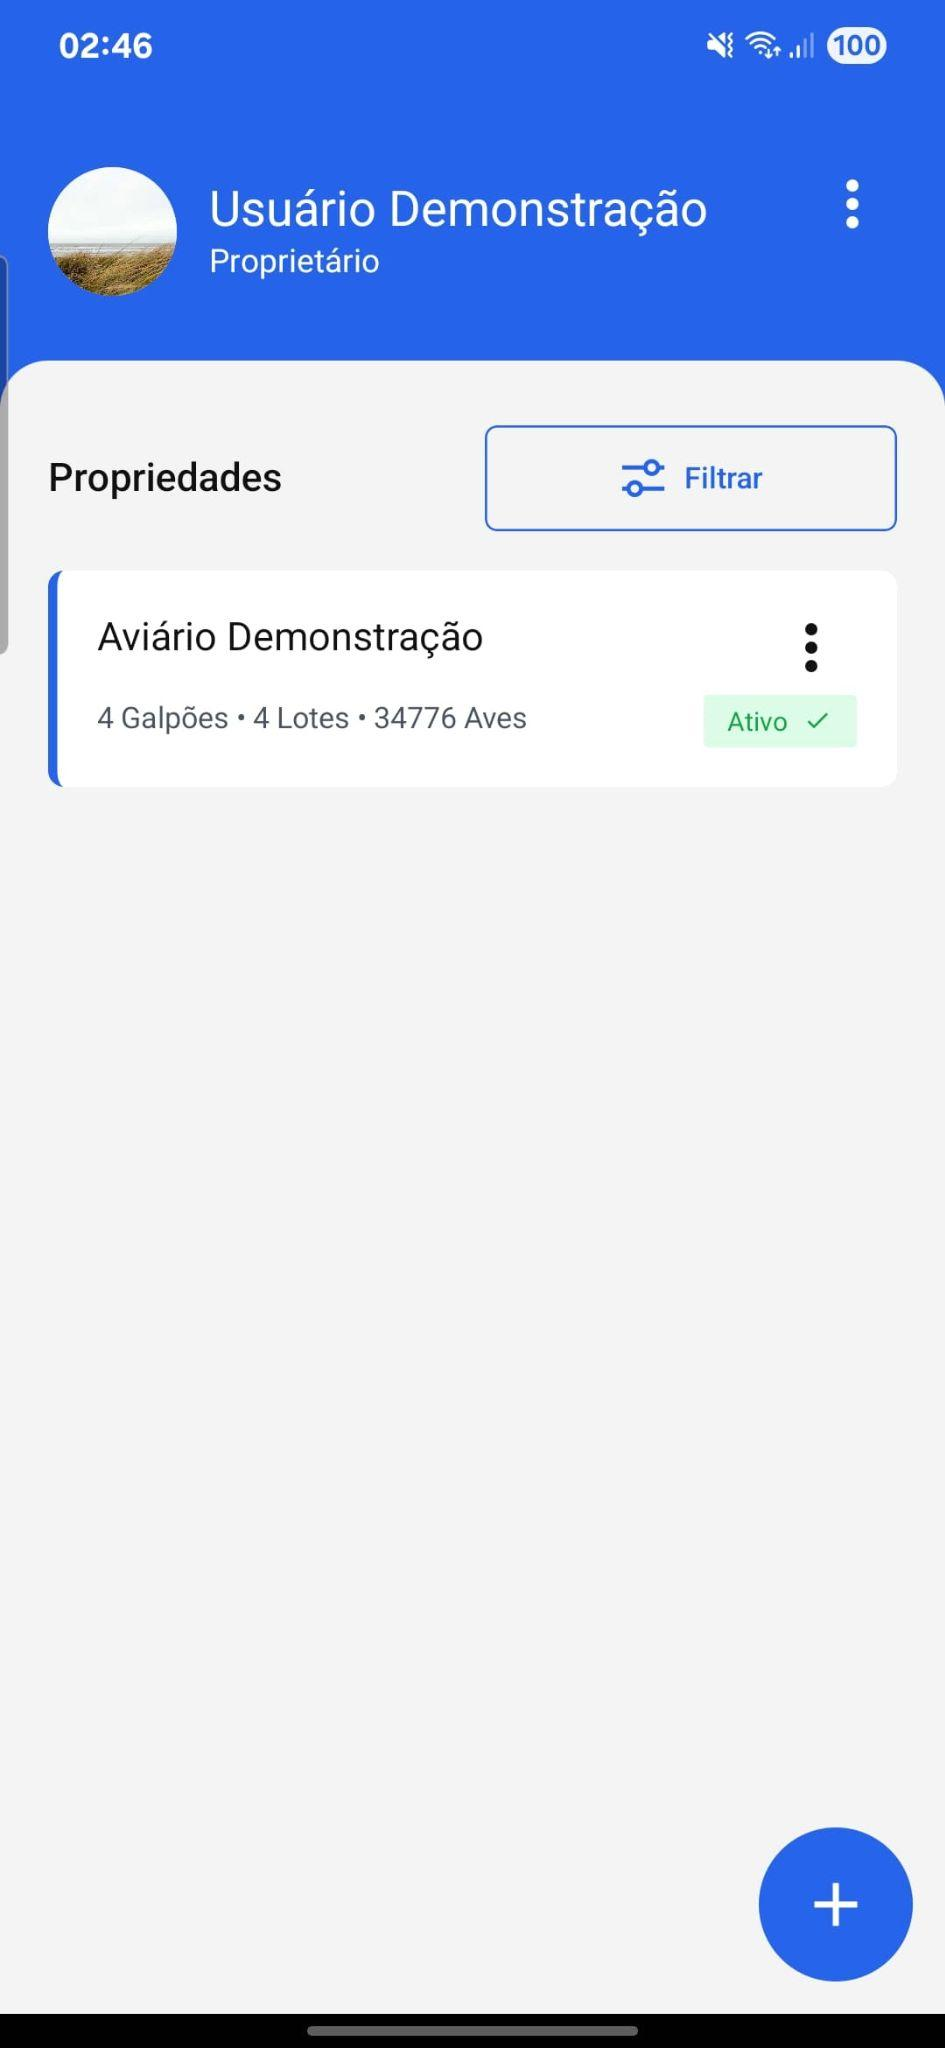 02:46
100
Usuário Demonstração
Proprietário
Propriedades
Filtrar
Aviário Demonstração
4 Galpões • 4 Lotes • 34776 Aves
Ativo